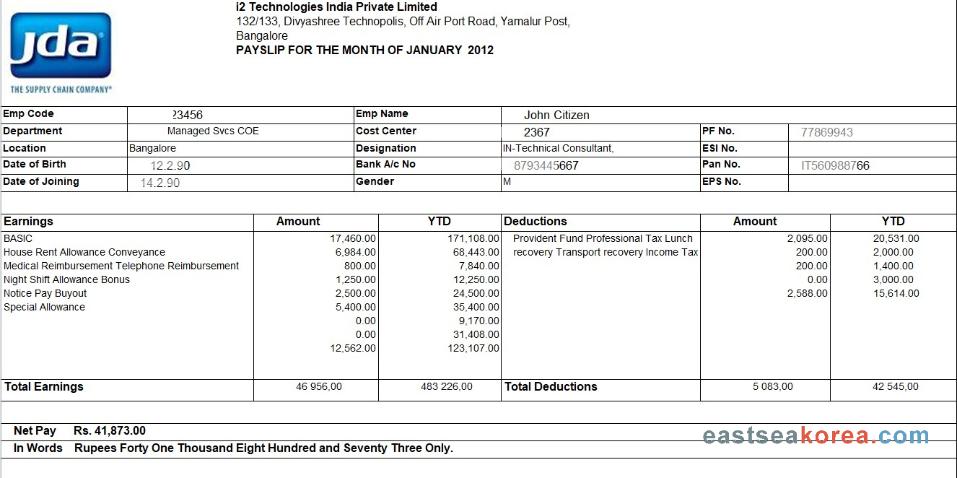 jda
THE SUPPLY CHAIN COMPANY®
i2 Technologies India Private Limited
132/133, Divyashree Technopolis, Off Air Port Road, Yamalur Post,
Bangalore
PAYSLIP FOR THE MONTH OF JANUARY 2012
Emp Code 23456 Emp Name John Citizen
Department Managed Svcs COE Cost Center 2367 PF No. 77869943
Location Bangalore Designation IN-Technical Consultant, ESI No.
Date of Birth 12.2.90 Bank A/c No 8793445667 Pan No. IT560988766
Date of Joining 14.2.90 Gender M EPS No.
Earnings Amount YTD Deductions Amount YTD
BASIC 17,460.00 171,108.00 Provident Fund Professional Tax Lunch 2,095.00 20,531.00
House Rent Allowance Conveyance 6,984.00 68,443.00 recovery Transport recovery Income Tax 200.00 2,000.00
Medical Reimbursement Telephone Reimbursement 800.00 7,840.00 200.00 1,400.00
Night Shift Allowance Bonus 1,250.00 12,250.00 0.00 3,000.00
Notice Pay Buyout 2,500.00 24,500.00 2,588.00 15,614.00
Special Allowance 5,400.00 35,400.00
0.00 9,170.00
0.00 31,408.00
12,562.00 123,107.00
Total Earnings 46 956,00 483 226,00 Total Deductions 5 083,00 42 545,00
Net Pay Rs. 41,873.00
In Words Rupees Forty One Thousand Eight Hundred and Seventy Three Only.
eastseakorea.com